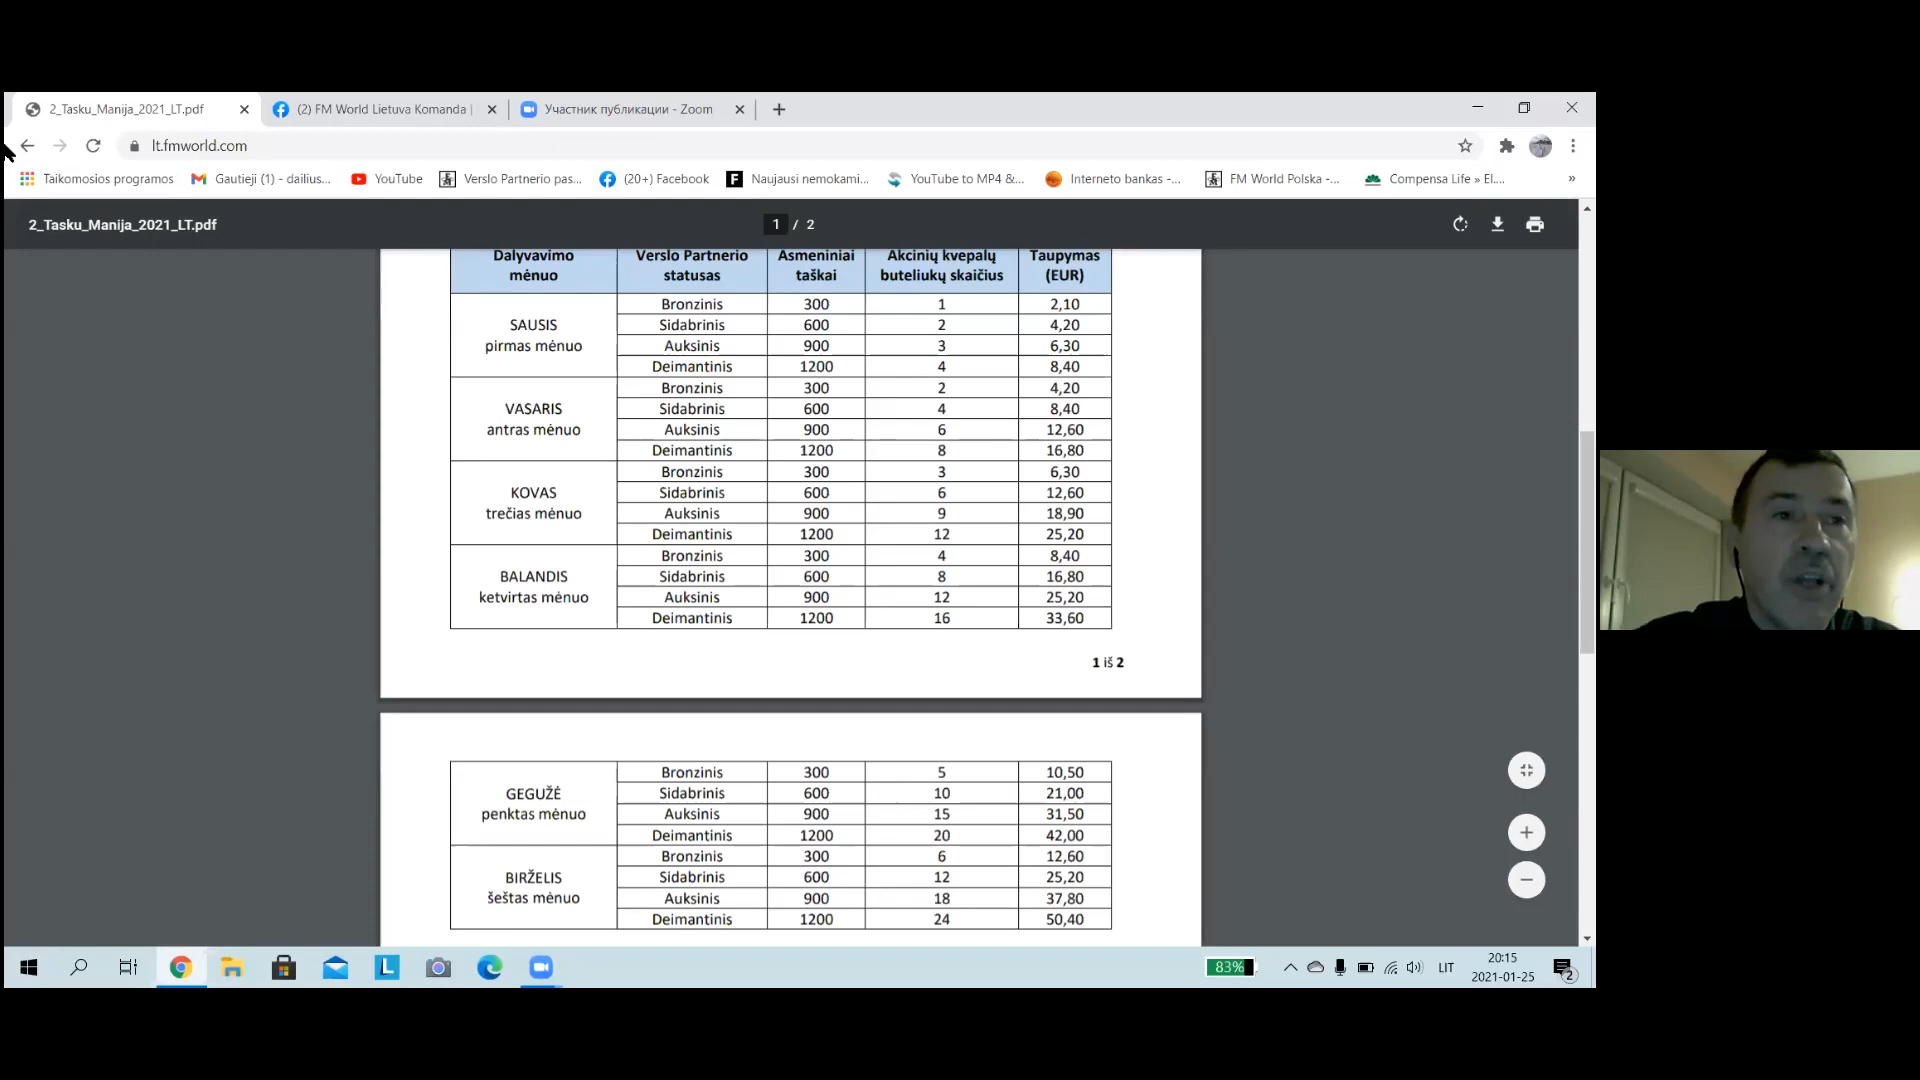 2_Tasku_Manija_2021_LT.pdf
(2) FM World Lietuva Komanda |
Участник публикации - Zoom
lt.fmworld.com
Taikomosios programos
Gautieji (1) - dailius...
YouTube
Verslo Partnerio pas...
(20+) Facebook
Naujausi nemokami...
YouTube to MP4 &...
Interneto bankas -...
FM World Polska -...
Compensa Life » El....
»
2_Tasku_Manija_2021_LT.pdf
1 / 2
Dalyvavimo mėnuo
Verslo Partnerio statusas
Asmeniniai taškai
Akcinių kvepalų buteliukų skaičius
Taupymas (EUR)
SAUSIS
pirmas mėnuo
Bronzinis 300 1 2,10
Sidabrinis 600 2 4,20
Auksinis 900 3 6,30
Deimantinis 1200 4 8,40
VASARIS
antras mėnuo
Bronzinis 300 2 4,20
Sidabrinis 600 4 8,40
Auksinis 900 6 12,60
Deimantinis 1200 8 16,80
KOVAS
trečias mėnuo
Bronzinis 300 3 6,30
Sidabrinis 600 6 12,60
Auksinis 900 9 18,90
Deimantinis 1200 12 25,20
BALANDIS
ketvirtas mėnuo
Bronzinis 300 4 8,40
Sidabrinis 600 8 16,80
Auksinis 900 12 25,20
Deimantinis 1200 16 33,60
1 iš 2
GEGUŽĖ
penktas mėnuo
Bronzinis 300 5 10,50
Sidabrinis 600 10 21,00
Auksinis 900 15 31,50
Deimantinis 1200 20 42,00
BIRŽELIS
šeštas mėnuo
Bronzinis 300 6 12,60
Sidabrinis 600 12 25,20
Auksinis 900 18 37,80
Deimantinis 1200 24 50,40
83%
LIT
20:15
2021-01-25
2